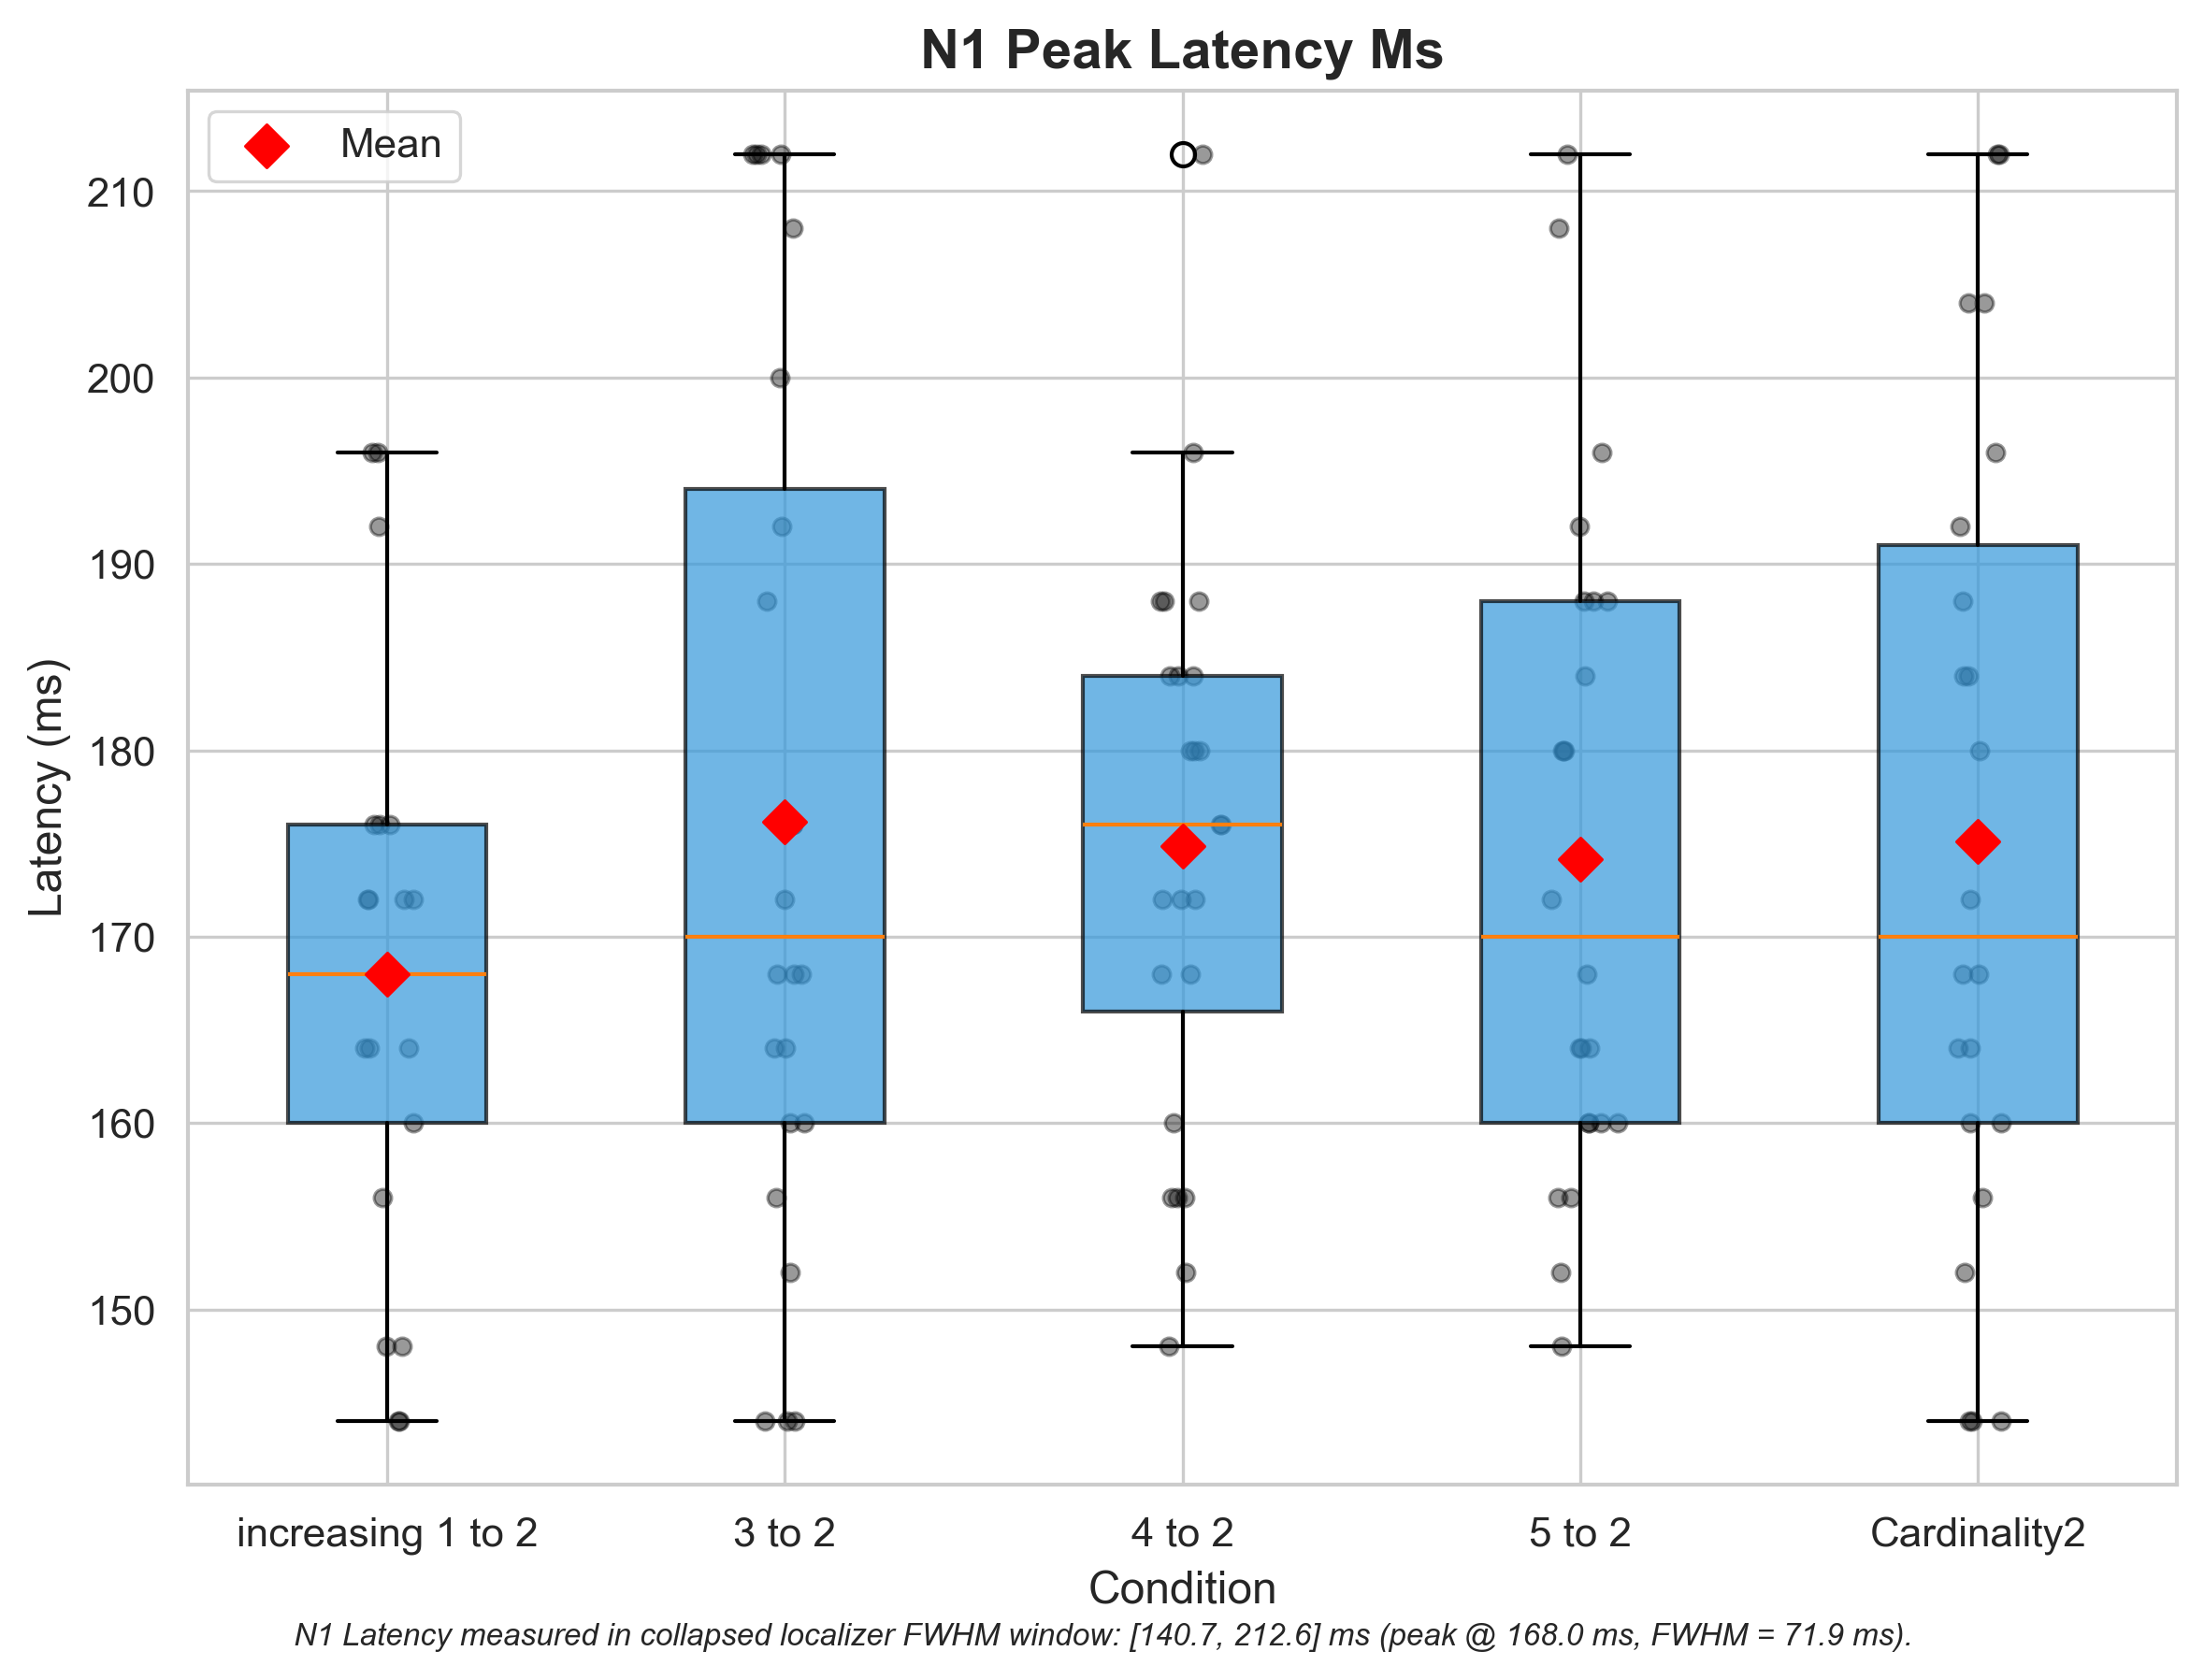 N1 Peak Latency Ms
Mean
210
200
190
180
170
160
150
Latency (ms)
increasing 1 to 2
3 to 2
4 to 2
5 to 2
Cardinality2
Condition
N1 Latency measured in collapsed localizer FWHM window: [140.7, 212.6] ms (peak @ 168.0 ms, FWHM = 71.9 ms).